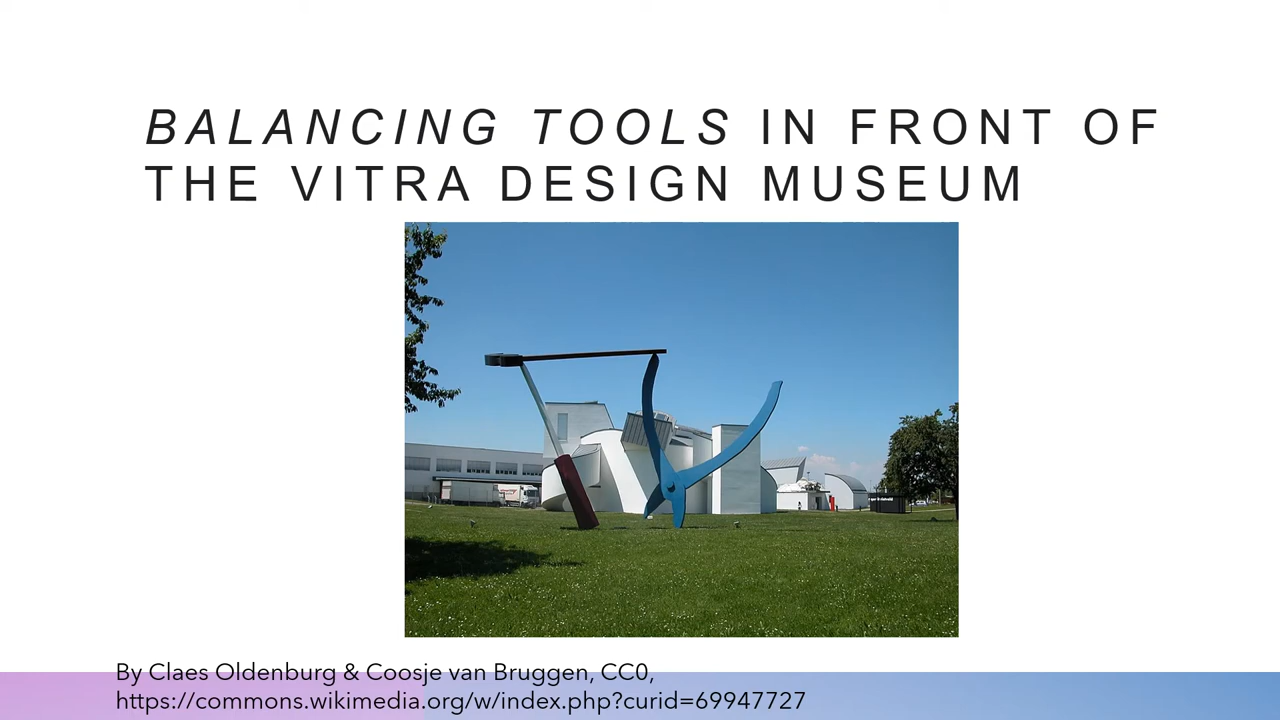 BALANCING TOOLS IN FRONT OF
THE VITRA DESIGN MUSEUM
By Claes Oldenburg & Coosje van Bruggen, CC0,
https://commons.wikimedia.org/w/index.php?curid=69947727